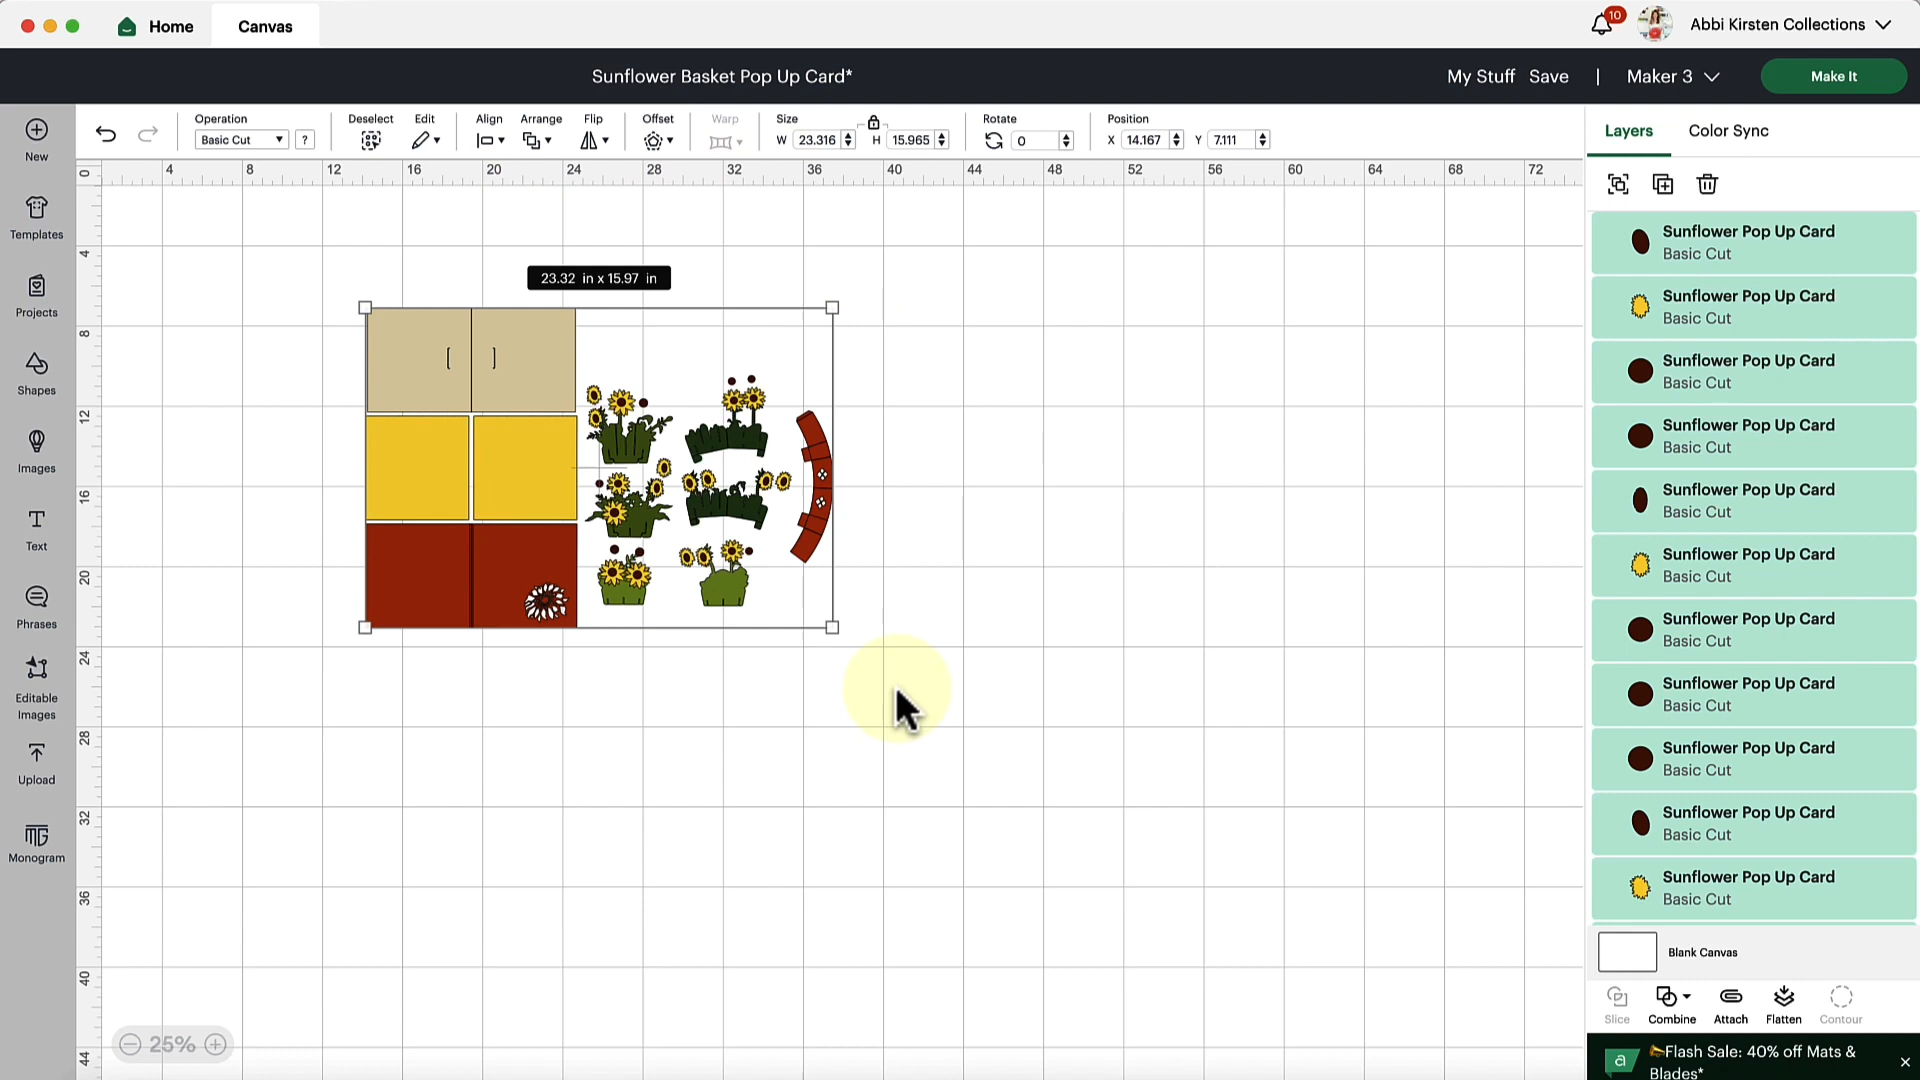 Home
Canvas
10
Abbi Kirsten Collections
Sunflower Basket Pop Up Card*
My Stuff
Save
|
Maker 3
Make It
New
Templates
Projects
Shapes
Images
Text
Phrases
Editable
Images
Upload
Monogram
Operation
Basic Cut
?
Deselect
Edit
Align
Arrange
Flip
Offset
Warp
Size
W 23.316
H 15.965
Rotate
0
Position
X 14.167
Y 7.111
0 4 8 12 16 20 24 28 32 36 40 44 48 52 56 60 64 68 72
4
8
12
16
20
24
28
32
36
40
44
23.32 in x 15.97 in
25%
Layers
Color Sync
Sunflower Pop Up Card
Basic Cut
Sunflower Pop Up Card
Basic Cut
Sunflower Pop Up Card
Basic Cut
Sunflower Pop Up Card
Basic Cut
Sunflower Pop Up Card
Basic Cut
Sunflower Pop Up Card
Basic Cut
Sunflower Pop Up Card
Basic Cut
Sunflower Pop Up Card
Basic Cut
Sunflower Pop Up Card
Basic Cut
Sunflower Pop Up Card
Basic Cut
Sunflower Pop Up Card
Basic Cut
Blank Canvas
Slice
Combine
Attach
Flatten
Contour
a
Flash Sale: 40% off Mats &
Blades*